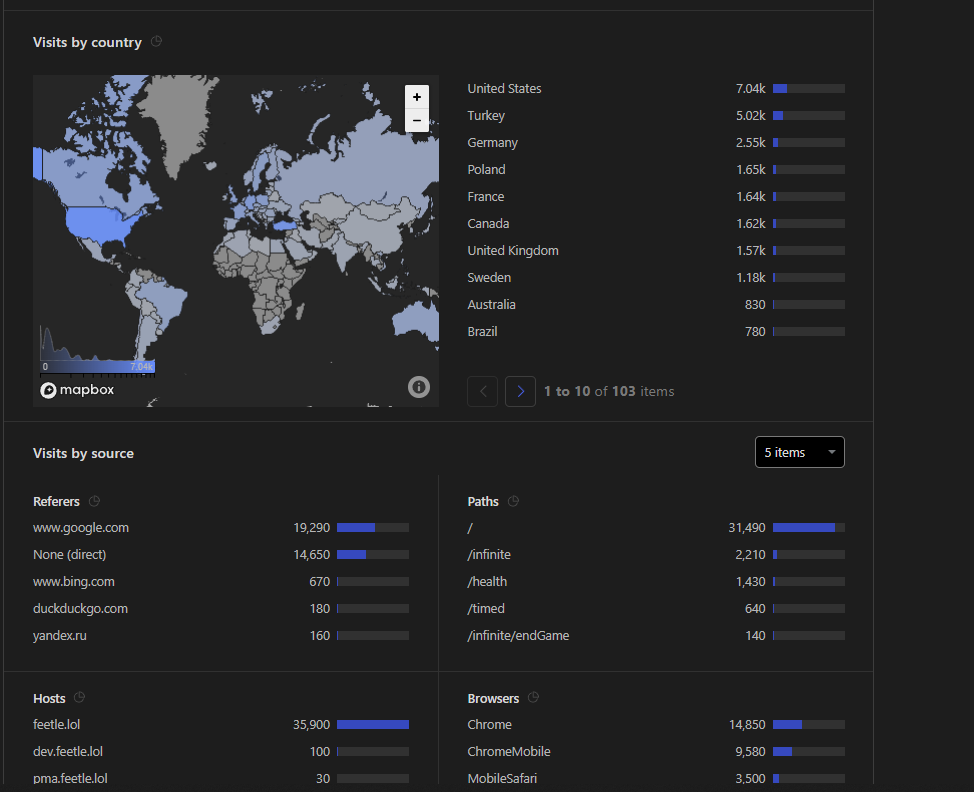 Visits by country
+
−
0 7.04k
mapbox
United States 7.04k
Turkey 5.02k
Germany 2.55k
Poland 1.65k
France 1.64k
Canada 1.62k
United Kingdom 1.57k
Sweden 1.18k
Australia 830
Brazil 780
1 to 10 of 103 items
Visits by source
5 items
Referers
www.google.com 19,290
None (direct) 14,650
www.bing.com 670
duckduckgo.com 180
yandex.ru 160
Paths
/ 31,490
/infinite 2,210
/health 1,430
/timed 640
/infinite/endGame 140
Hosts
feetle.lol 35,900
dev.feetle.lol 100
pma.feetle.lol 30
Browsers
Chrome 14,850
ChromeMobile 9,580
MobileSafari 3,500